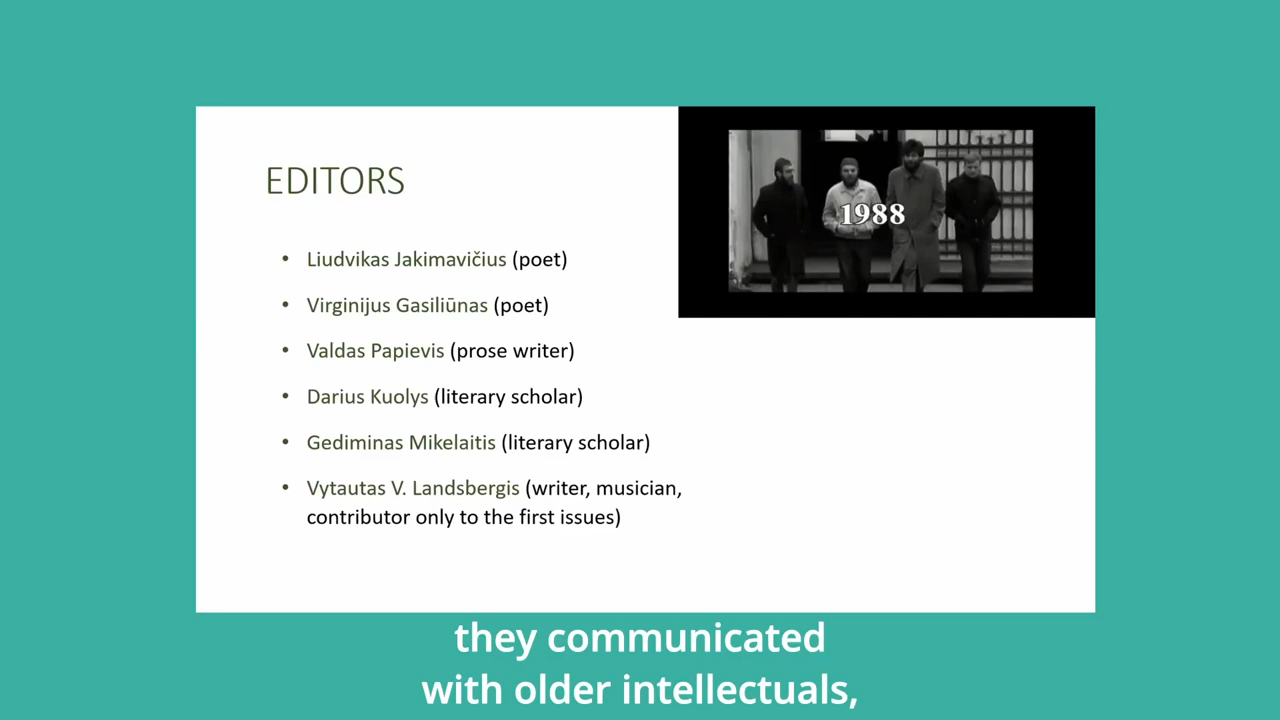 EDITORS
1988
• Liudvikas Jakimavičius (poet)
• Virginijus Gasiliūnas (poet)
• Valdas Papievis (prose writer)
• Darius Kuolys (literary scholar)
• Gediminas Mikelaitis (literary scholar)
• Vytautas V. Landsbergis (writer, musician,
contributor only to the first issues)
they communicated
with older intellectuals,